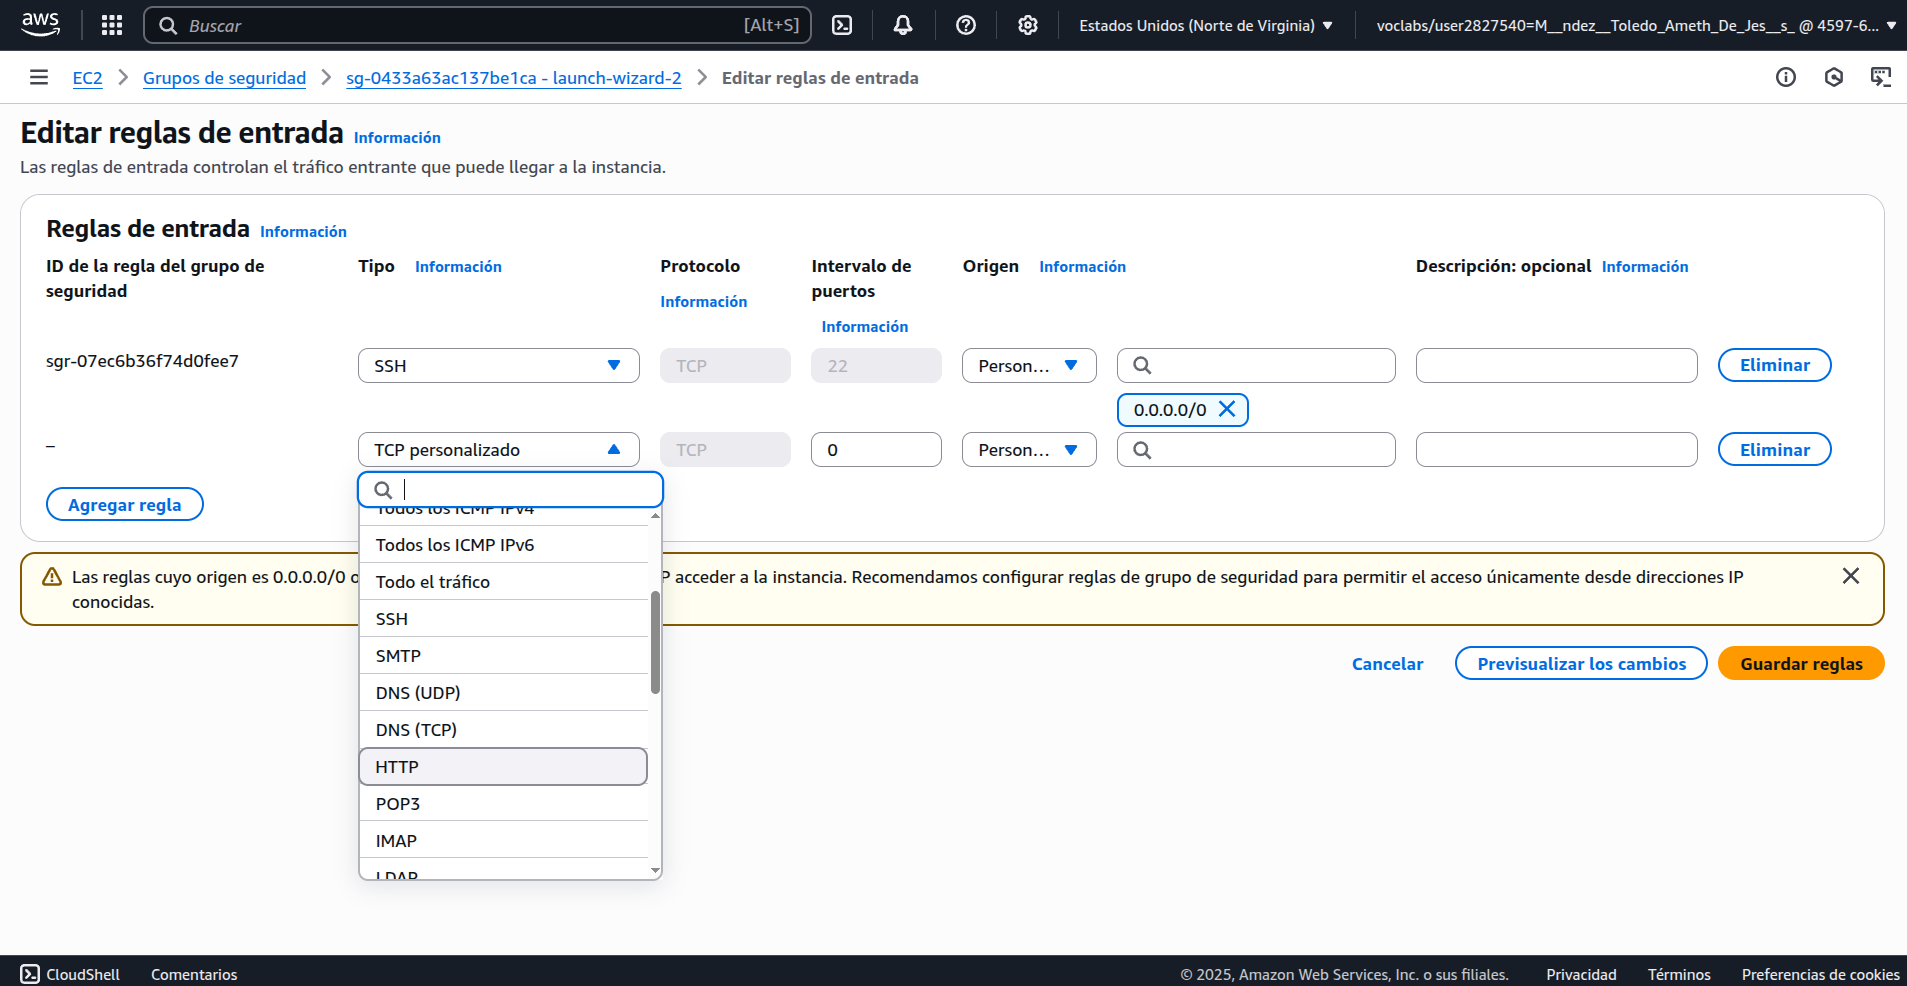 aws
Buscar
[Alt+S]
Estados Unidos (Norte de Virginia)
voclabs/user2827540=M__ndez__Toledo_Ameth_De_Jes__s_ @ 4597-6...
EC2
Grupos de seguridad
sg-0433a63ac137be1ca - launch-wizard-2
Editar reglas de entrada
Editar reglas de entrada Información
Las reglas de entrada controlan el tráfico entrante que puede llegar a la instancia.
Reglas de entrada Información
ID de la regla del grupo de seguridad
Tipo Información
Protocolo
Información
Intervalo de puertos
Información
Origen Información
Descripción: opcional Información
sgr-07ec6b36f74d0fee7
SSH
TCP
22
Person...
Eliminar
0.0.0.0/0
–
TCP personalizado
TCP
0
Person...
Eliminar
Agregar regla
Todos los ICMP IPv4
Todos los ICMP IPv6
Todo el tráfico
SSH
SMTP
DNS (UDP)
DNS (TCP)
HTTP
POP3
IMAP
LDAP
Las reglas cuyo origen es 0.0.0.0/0 o
P acceder a la instancia. Recomendamos configurar reglas de grupo de seguridad para permitir el acceso únicamente desde direcciones IP
conocidas.
Cancelar
Previsualizar los cambios
Guardar reglas
CloudShell
Comentarios
© 2025, Amazon Web Services, Inc. o sus filiales.
Privacidad
Términos
Preferencias de cookies